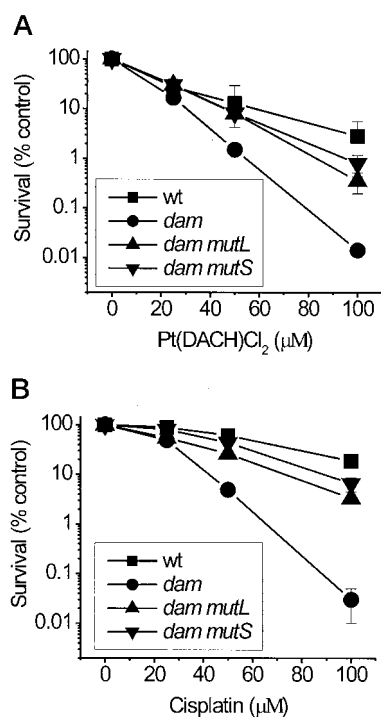 A
Survival (% control)
100
10
1
0.1
0.01
wt
dam
dam mutL
dam mutS
0 20 40 60 80 100
Pt(DACH)Cl₂ (μM)
B
Survival (% control)
100
10
1
0.1
0.01
wt
dam
dam mutL
dam mutS
0 20 40 60 80 100
Cisplatin (μM)